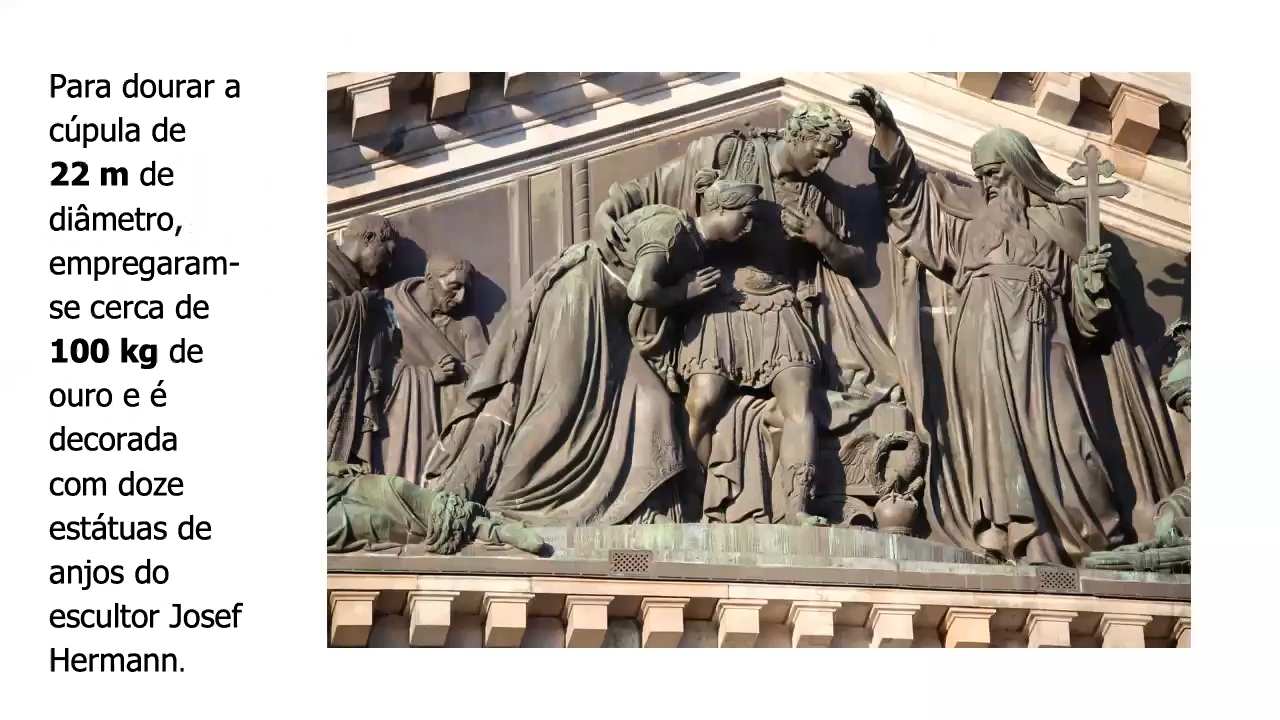 Para dourar a
cúpula de
22 m de
diâmetro,
empregaram-
se cerca de
100 kg de
ouro e é
decorada
com doze
estátuas de
anjos do
escultor Josef
Hermann.